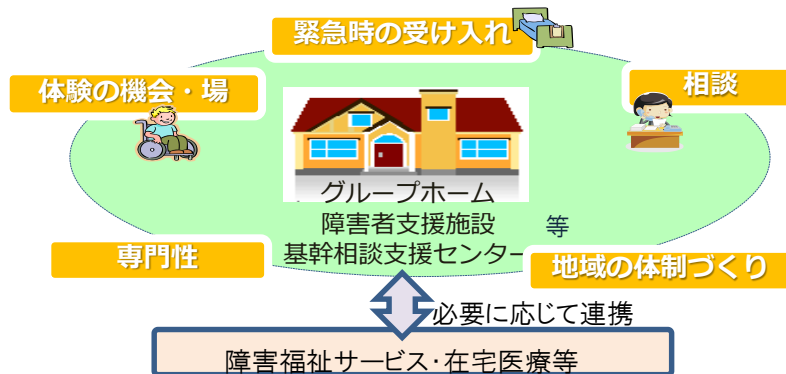 緊急時の受け入れ
体験の機会・場
相談
グループホーム
障害者支援施設 等
基幹相談支援センター
専門性
地域の体制づくり
必要に応じて連携
障害福祉サービス・在宅医療等